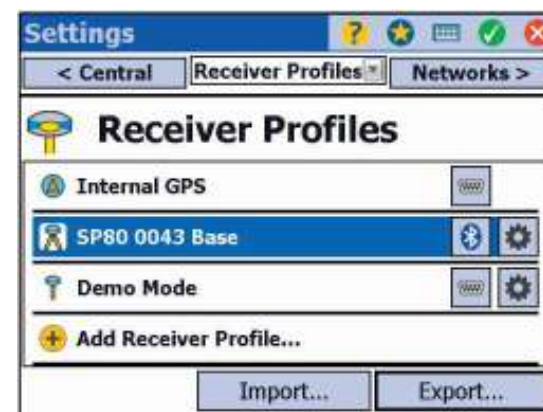 Settings
< Central Receiver Profiles Networks >
Receiver Profiles
Internal GPS
SP80 0043 Base
Demo Mode
Add Receiver Profile...
Import... Export...